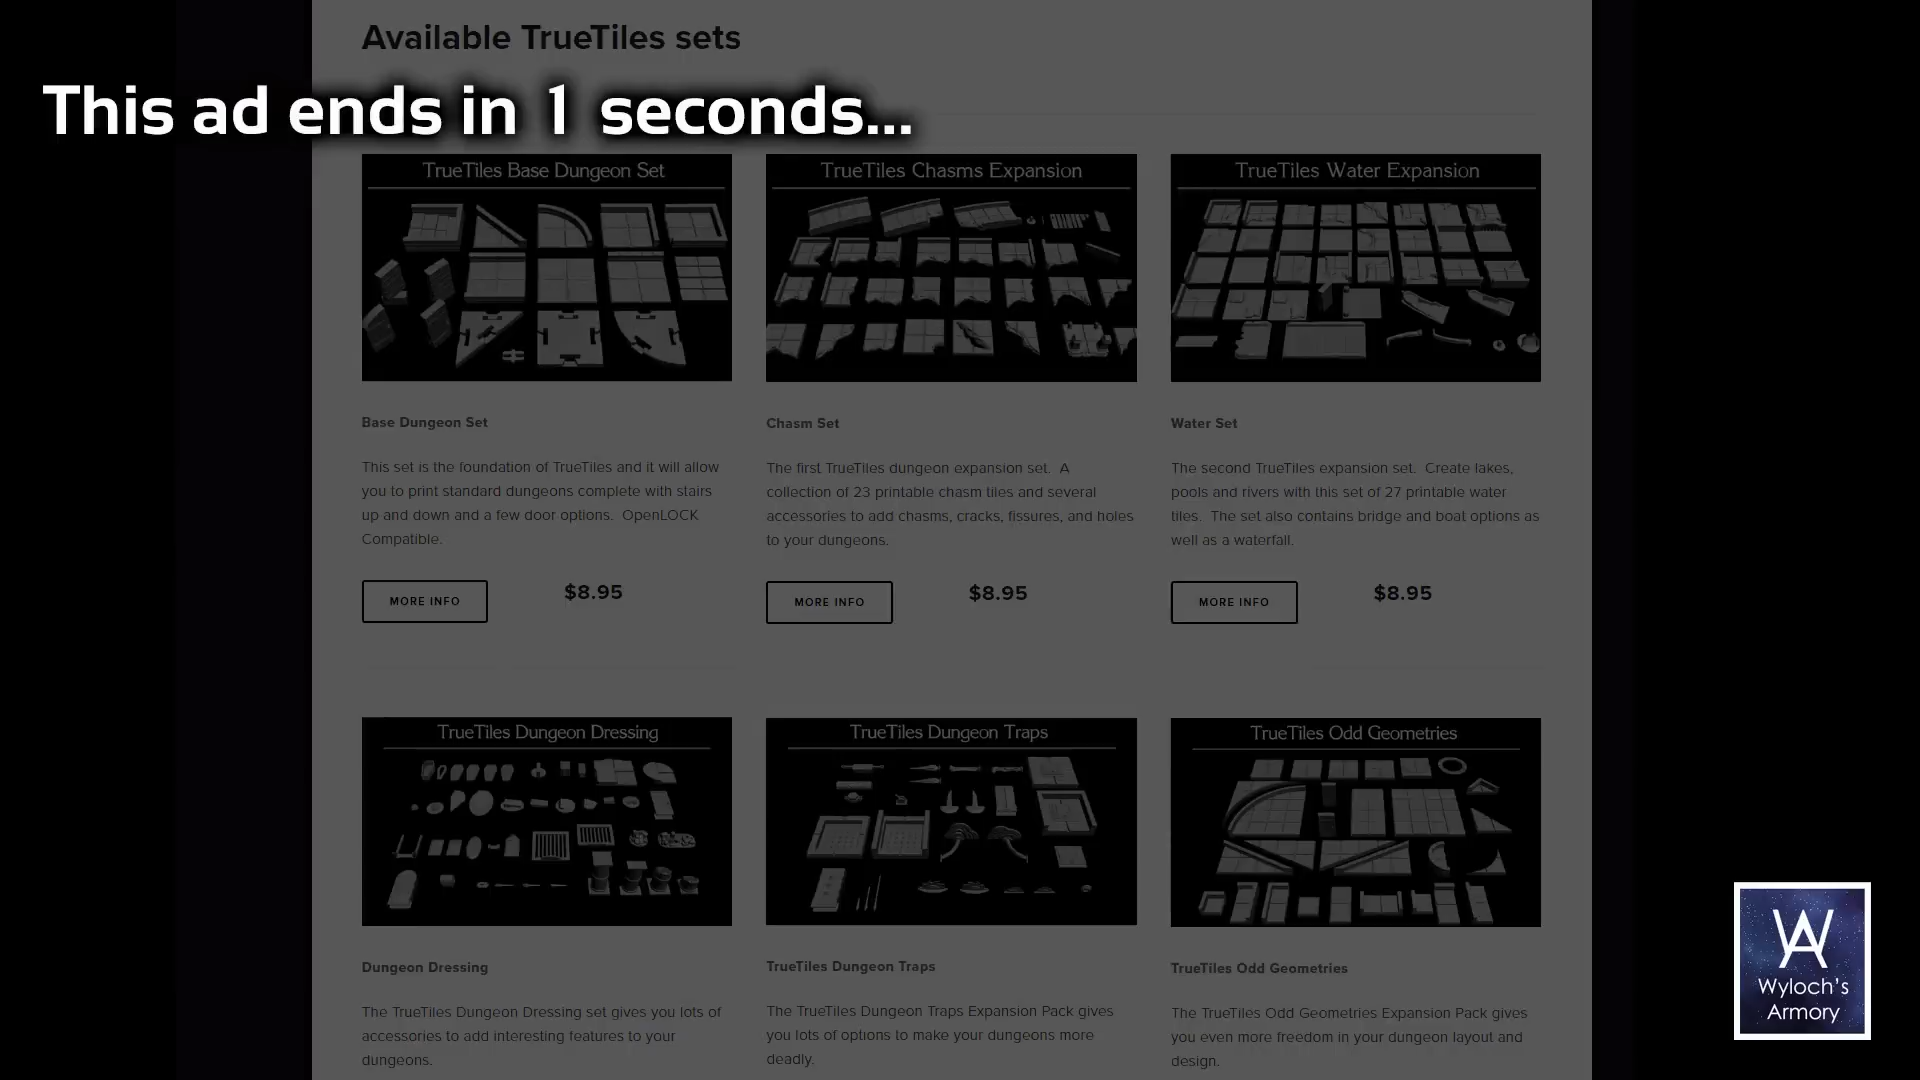 Available TrueTiles sets
This ad ends in 1 seconds...
TrueTiles Base Dungeon Set
TrueTiles Chasms Expansion
TrueTiles Water Expansion
Base Dungeon Set
This set is the foundation of TrueTiles and it will allow
you to print standard dungeons complete with stairs
up and down and a few door options.  OpenLOCK
Compatible.
MORE INFO
$8.95
Chasm Set
The first TrueTiles dungeon expansion set.  A
collection of 23 printable chasm tiles and several
accessories to add chasms, cracks, fissures, and holes
to your dungeons.
MORE INFO
$8.95
Water Set
The second TrueTiles expansion set.  Create lakes,
pools and rivers with this set of 27 printable water
tiles.  The set also contains bridge and boat options as
well as a waterfall.
MORE INFO
$8.95
TrueTiles Dungeon Dressing
TrueTiles Dungeon Traps
TrueTiles Odd Geometries
Dungeon Dressing
The TrueTiles Dungeon Dressing set gives you lots of
accessories to add interesting features to your
dungeons.
TrueTiles Dungeon Traps
The TrueTiles Dungeon Traps Expansion Pack gives
you lots of options to make your dungeons more
deadly.
TrueTiles Odd Geometries
The TrueTiles Odd Geometries Expansion Pack gives
you even more freedom in your dungeon layout and
design.
WA
Wyloch's
Armory